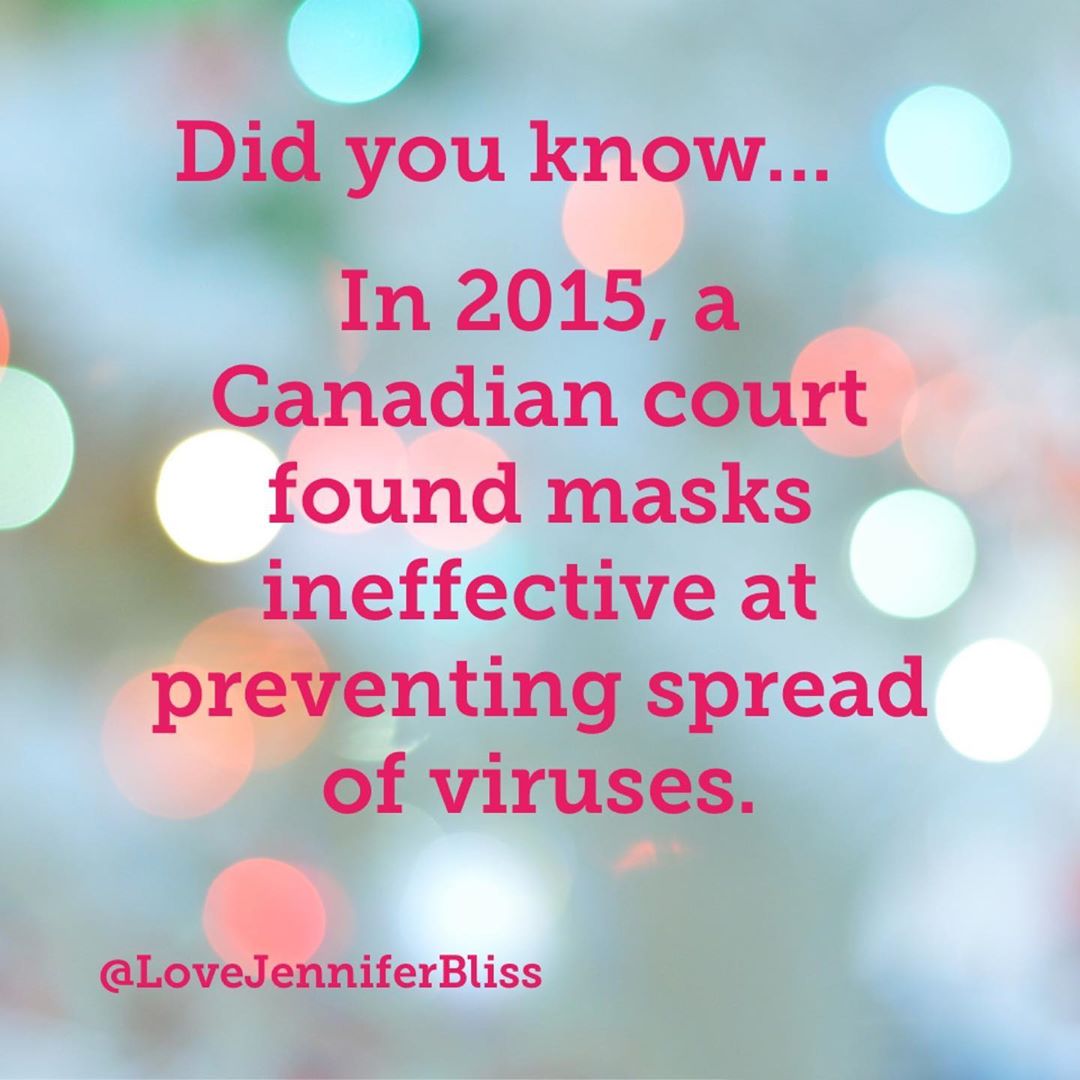 Did you know...
In 2015, a
Canadian court
found masks
ineffective at
preventing spread
of viruses.
@LoveJenniferBliss